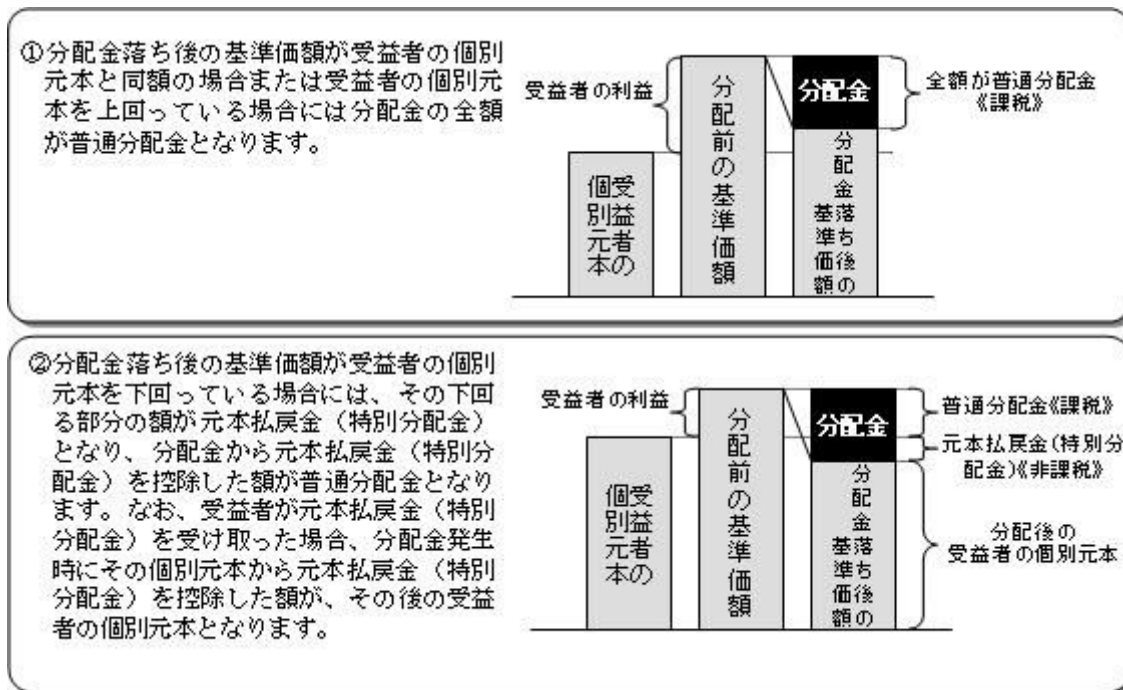 ①分配金落ち後の基準価額が受益者の個別
元本と同額の場合または受益者の個別元
本を上回っている場合には分配金の全額
が普通分配金となります。
受益者の利益
受益者の
個別元本
分配前の基準価額
分配金
分配金落ち後の
基準価額
全額が普通分配金
《課税》
②分配金落ち後の基準価額が受益者の個別
元本を下回っている場合には、その下回
る部分の額が元本払戻金（特別分配金）
となり、分配金から元本払戻金（特別分
配金）を控除した額が普通分配金となり
ます。なお、受益者が元本払戻金（特別
分配金）を受け取った場合、分配金発生
時にその個別元本から元本払戻金（特別
分配金）を控除した額が、その後の受益
者の個別元本となります。
受益者の利益
受益者の
個別元本
分配前の基準価額
分配金
分配金落ち後の
基準価額
普通分配金《課税》
元本払戻金（特別分
配金）《非課税》
分配後の
受益者の個別元本